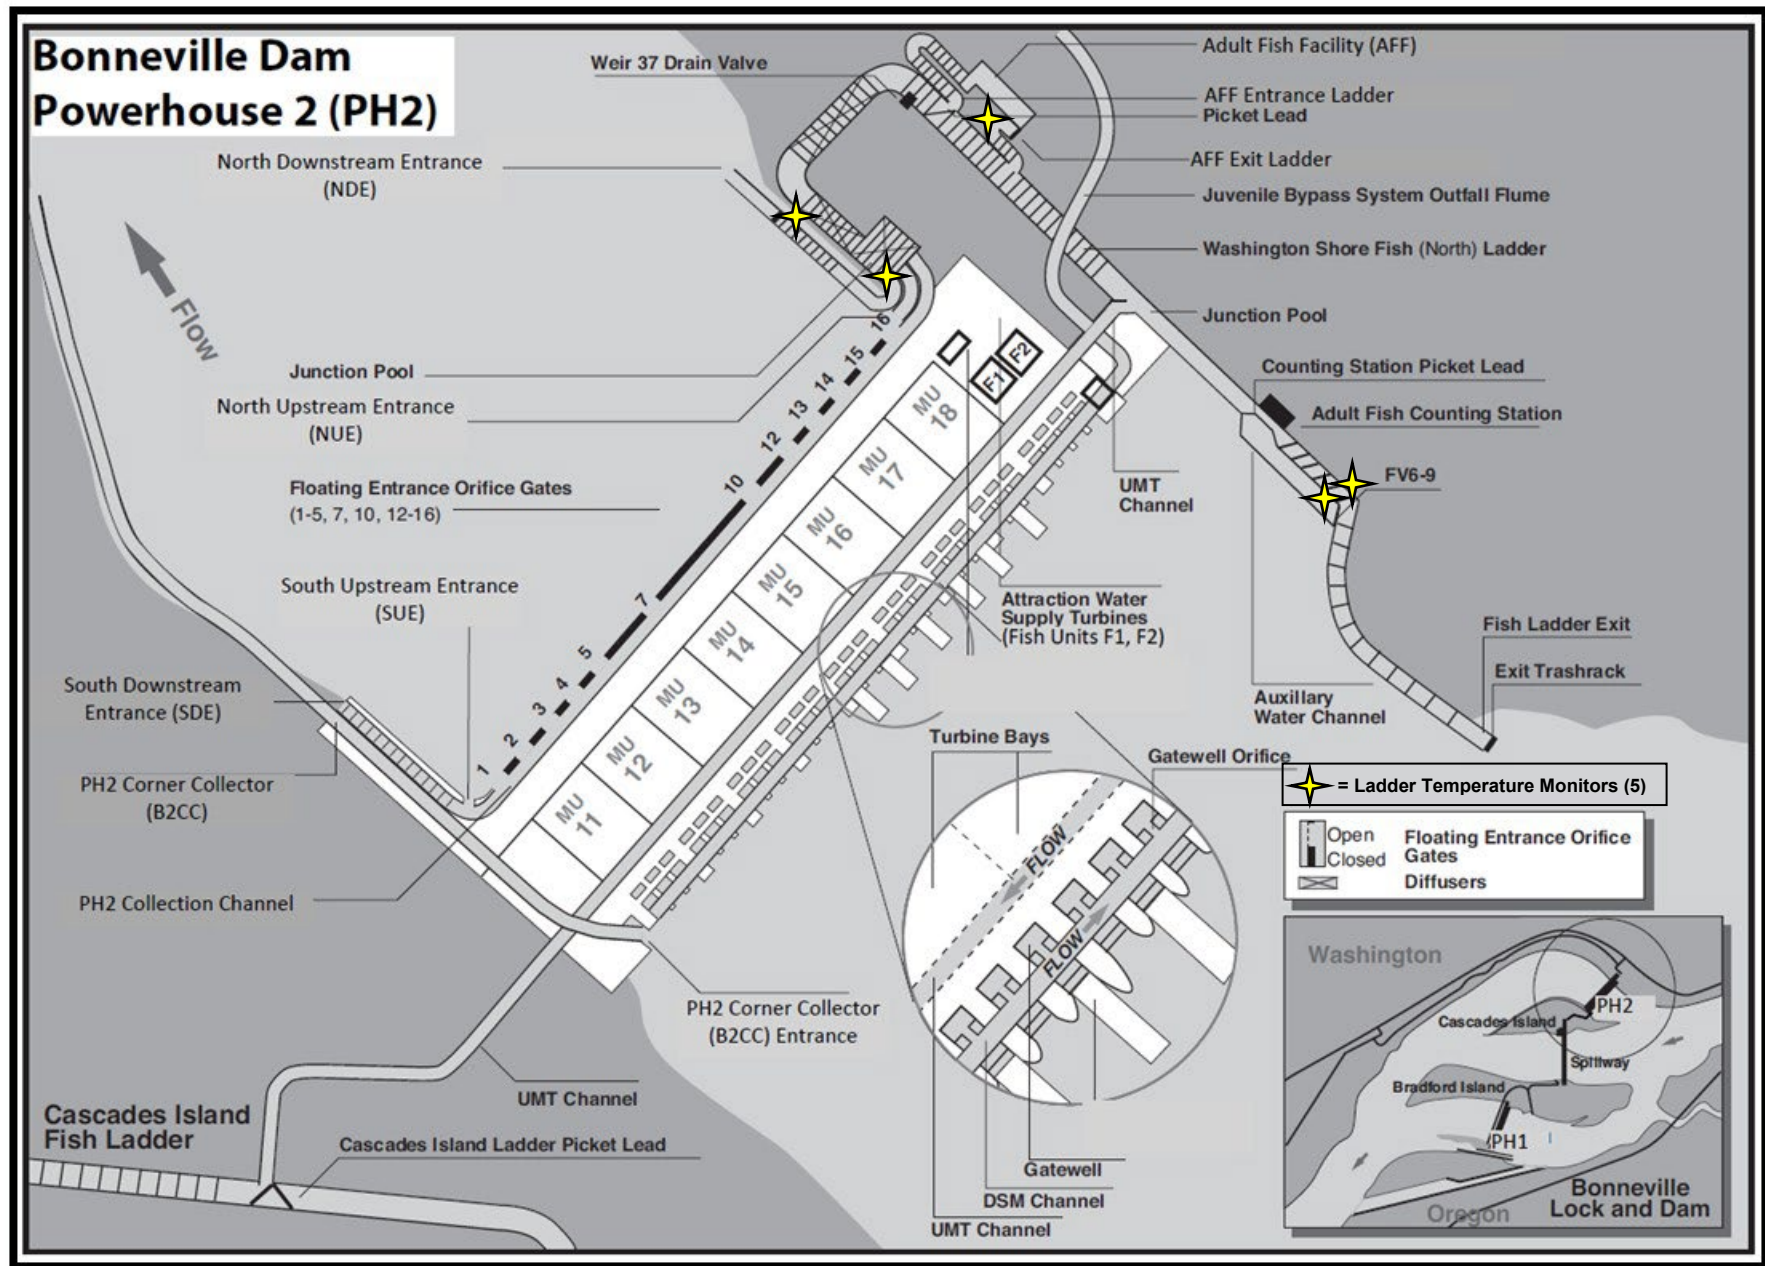 Bonneville Dam
Powerhouse 2 (PH2)
Weir 37 Drain Valve
Adult Fish Facility (AFF)
AFF Entrance Ladder
Picket Lead
AFF Exit Ladder
North Downstream Entrance
(NDE)
Juvenile Bypass System Outfall Flume
Washington Shore Fish (North) Ladder
Flow
Junction Pool
Junction Pool
North Upstream Entrance
(NUE)
Counting Station Picket Lead
Adult Fish Counting Station
FV6-9
Floating Entrance Orifice Gates
(1-5, 7, 10, 12-16)
16
15
14
13
12
10
7
5
4
3
2
1
F2
F1
MU
18
MU
17
MU
16
MU
15
MU
14
MU
13
MU
12
MU
11
UMT
Channel
South Upstream Entrance
(SUE)
Attraction Water
Supply Turbines
(Fish Units F1, F2)
Fish Ladder Exit
Exit Trashrack
South Downstream
Entrance (SDE)
Auxillary
Water Channel
Turbine Bays
Gatewell Orifice
PH2 Corner Collector
(B2CC)
= Ladder Temperature Monitors (5)
Open
Closed
Floating Entrance Orifice
Gates
Diffusers
FLOW
FLOW
PH2 Collection Channel
PH2 Corner Collector
(B2CC) Entrance
UMT Channel
Cascades Island
Fish Ladder
Cascades Island Ladder Picket Lead
Gatewell
DSM Channel
UMT Channel
Washington
PH2
Cascades Island
Spillway
Bradford Island
PH1
Bonneville
Lock and Dam
Oregon